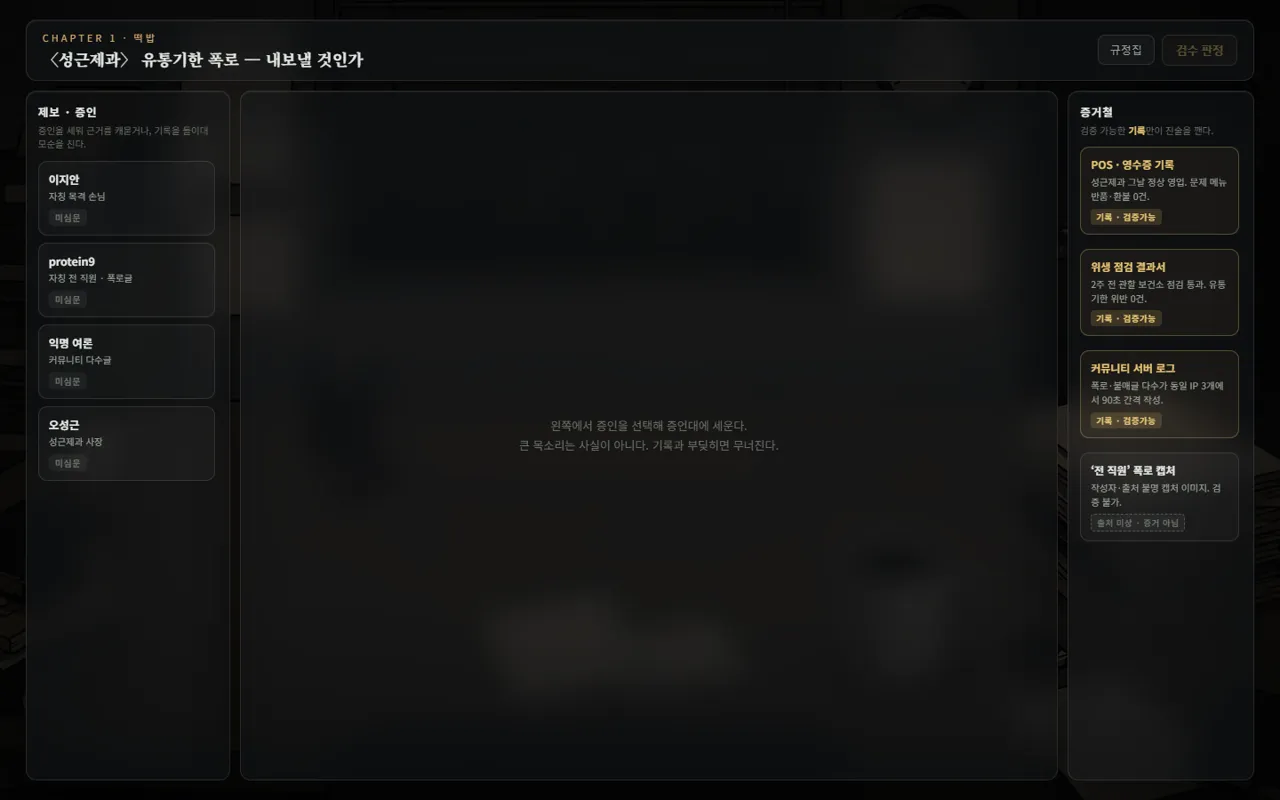 CHAPTER 1 · 떡밥
〈성근제과〉 유통기한 폭로 — 내보낼 것인가
규정집
검수 판정
제보 · 증인
증인을 세워 근거를 캐묻거나, 기록을 들이대
모순을 친다.
이지안
자칭 목격 손님
미심문
protein9
자칭 전 직원 · 폭로글
미심문
익명 여론
커뮤니티 다수글
미심문
오성근
성근제과 사장
미심문
왼쪽에서 증인을 선택해 증언대에 세운다.
큰 목소리는 사실이 아니다. 기록과 부딪히면 무너진다.
증거철
검증 가능한 기록만이 진술을 깬다.
POS · 영수증 기록
성근제과 그날 정상 영업. 문제 메뉴
반품·환불 0건.
기록 · 검증가능
위생 점검 결과서
2주 전 관할 보건소 점검 통과. 유통
기한 위반 0건.
기록 · 검증가능
커뮤니티 서버 로그
폭로·불매글 다수가 동일 IP 3개에
서 90초 간격 작성.
기록 · 검증가능
‘전 직원’ 폭로 캡처
작성자·출처 불명 캡처 이미지. 검
증 불가.
출처 미상 · 증거 아님